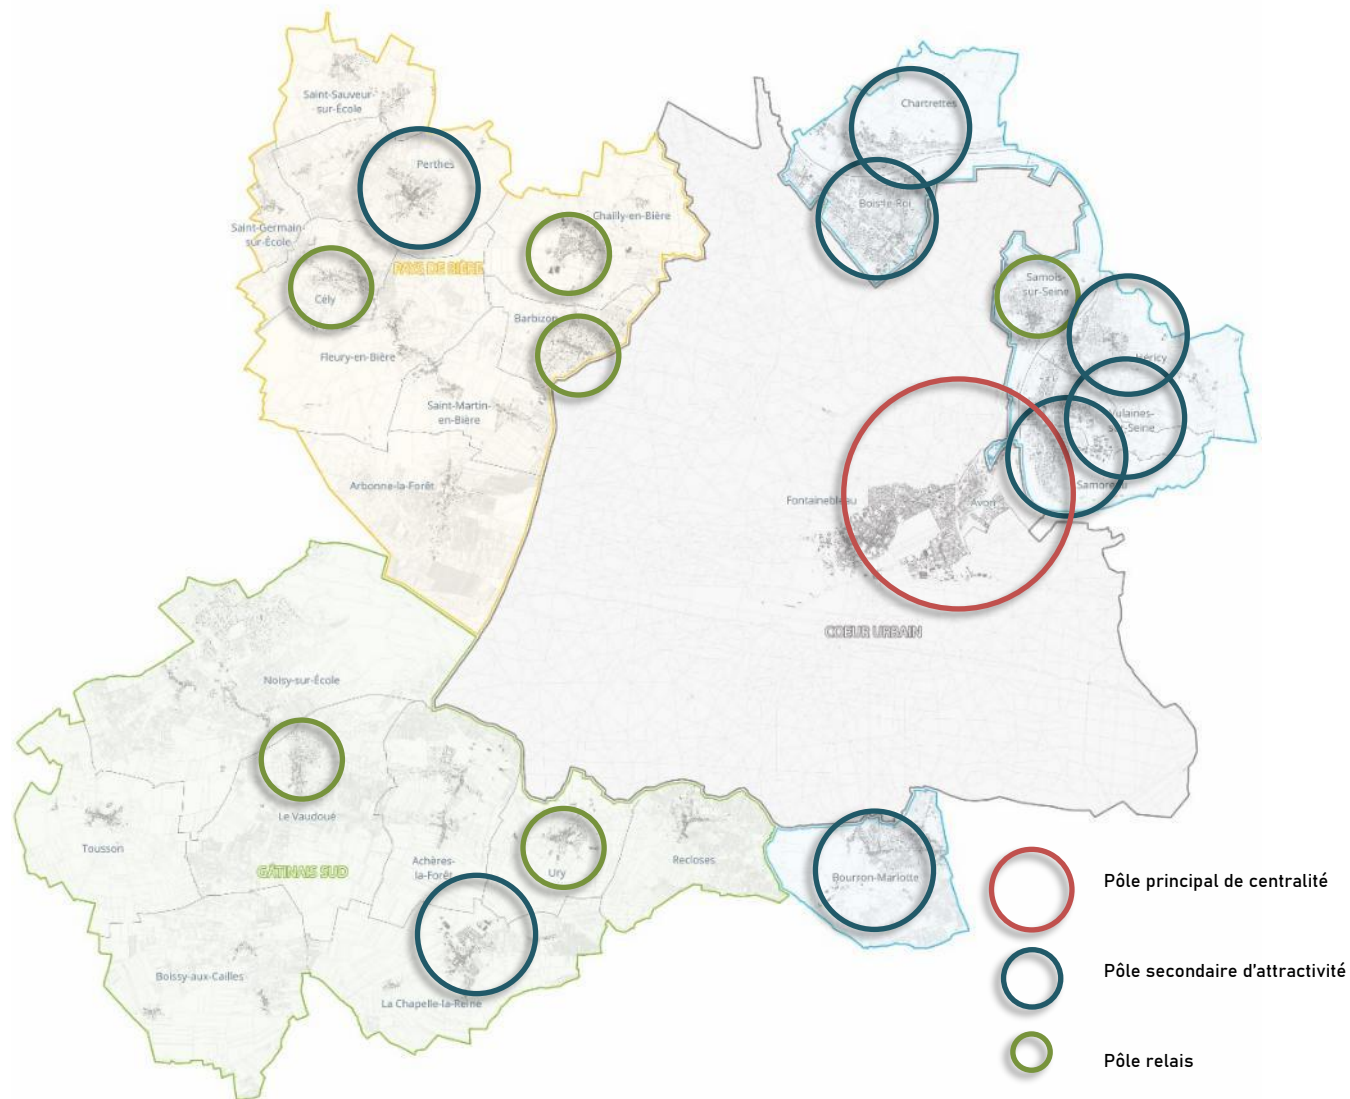 Saint-Sauveur-
sur-École
Chartrettes
Perthes
Bois-le-Roi
Chailly-en-Bière
Saint-Germain-
sur-École
PAYS DE BIÈRE
Samois-
sur-Seine
Cély
Barbizon
Fleury-en-Bière
Héricy
Saint-Martin-
en-Bière
Vulaines-
sur-Seine
Arbonne-la-Forêt
Samoreau
Fontainebleau
Avon
COEUR URBAIN
Noisy-sur-École
Le Vaudoué
Tousson
Achères-
la-Forêt
Recloses
GÂTINAIS SUD
Ury
Bourron-Marlotte
Pôle principal de centralité
Boissy-aux-Cailles
Pôle secondaire d'attractivité
La Chapelle-la-Reine
Pôle relais